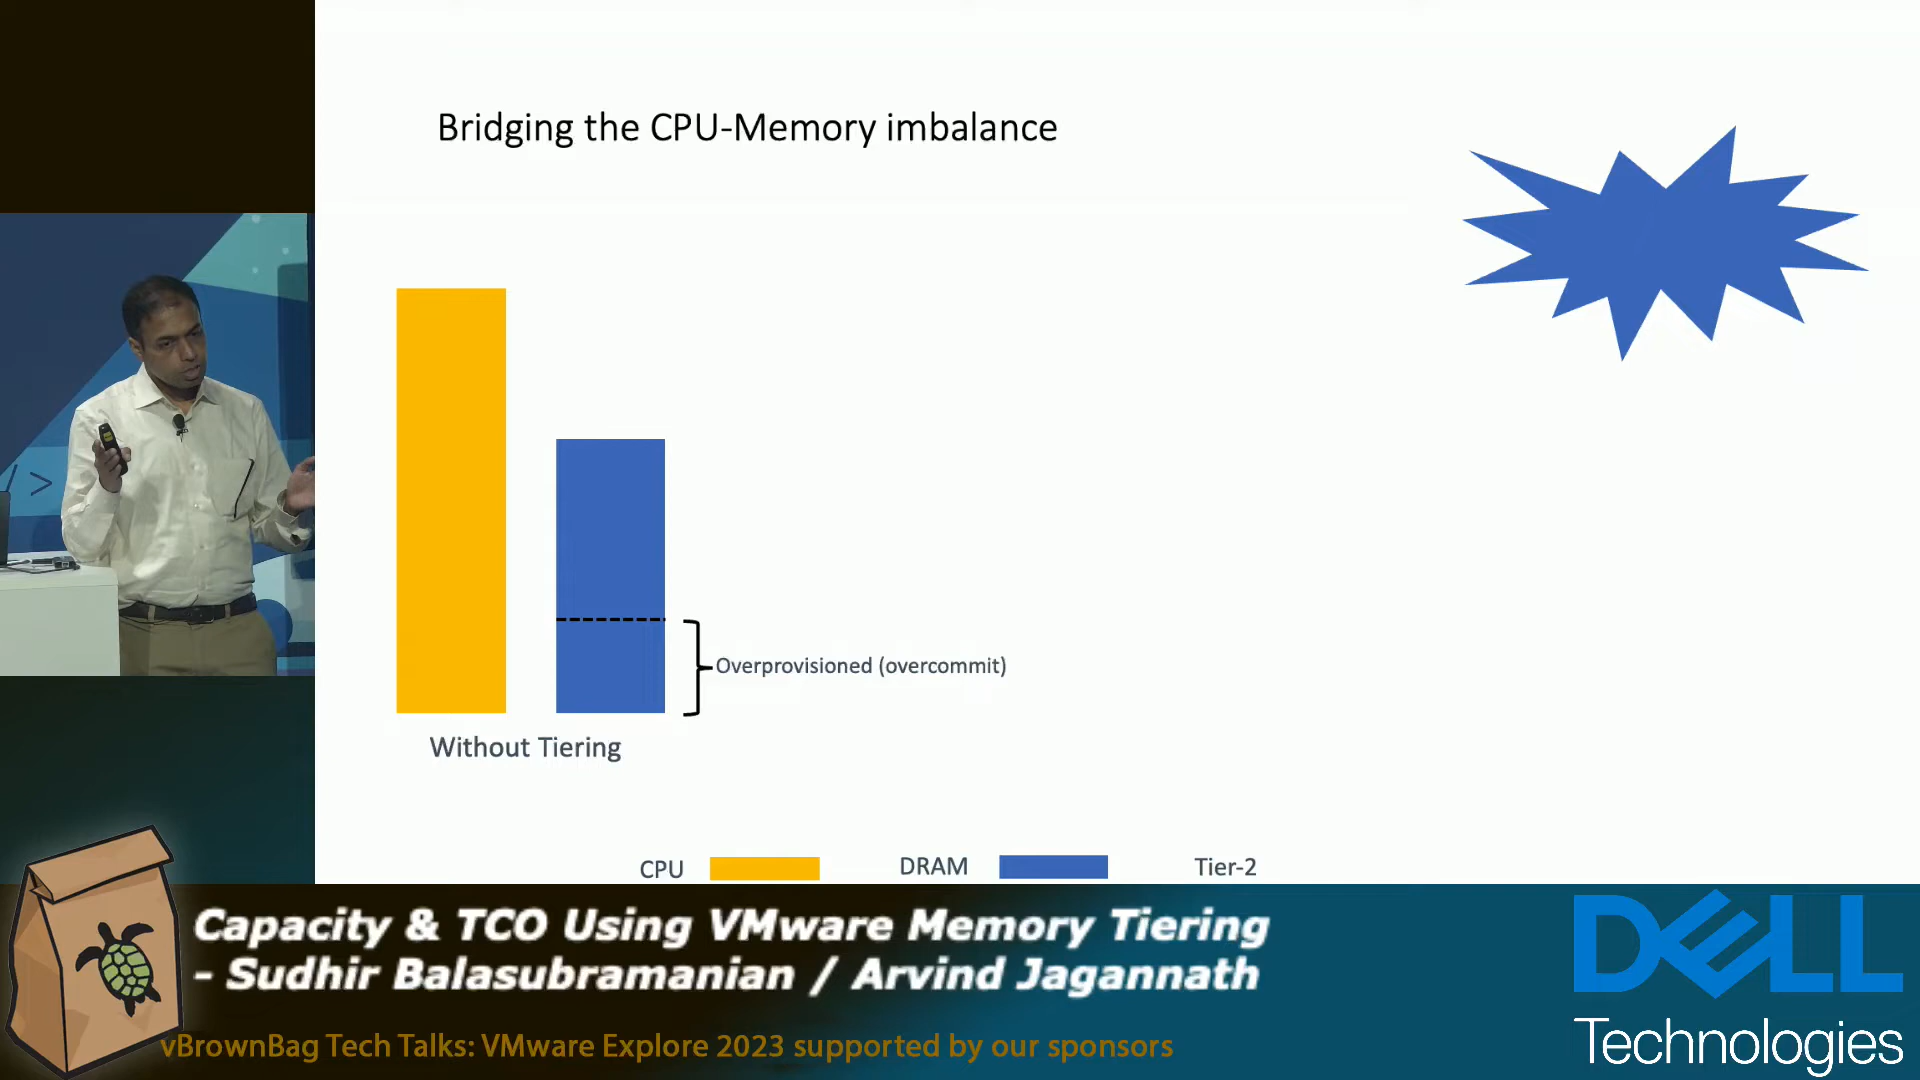 Bridging the CPU-Memory imbalance
Overprovisioned (overcommit)
Without Tiering
CPU
DRAM
Tier-2
Capacity & TCO Using VMware Memory Tiering
- Sudhir Balasubramanian / Arvind Jagannath
vBrownBag Tech Talks: VMware Explore 2023 supported by our sponsors
DELL
Technologies